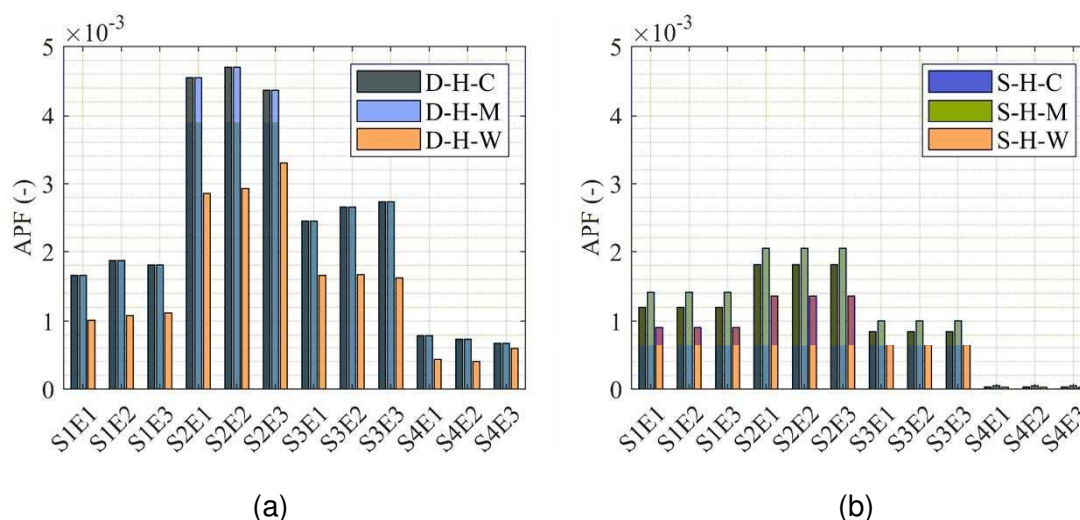 ×10-3
5
4
3
2
1
0
APF (-)
D-H-C
D-H-M
D-H-W
S1E1
S1E2
S1E3
S2E1
S2E2
S2E3
S3E1
S3E2
S3E3
S4E1
S4E2
S4E3
(a)
×10-3
5
4
3
2
1
0
APF (-)
S-H-C
S-H-M
S-H-W
S1E1
S1E2
S1E3
S2E1
S2E2
S2E3
S3E1
S3E2
S3E3
S4E1
S4E2
S4E3
(b)